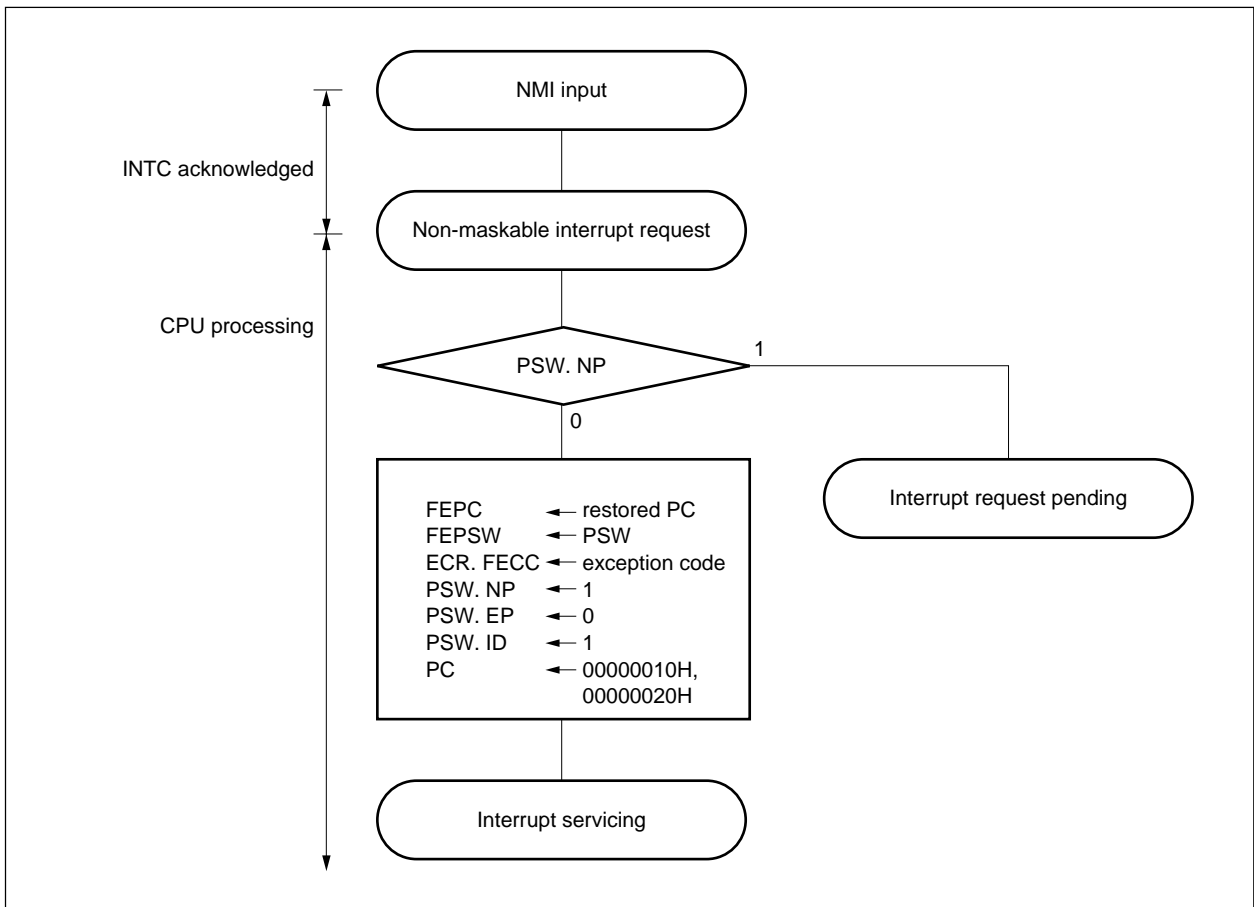 NMI input
INTC acknowledged
Non-maskable interrupt request
CPU processing
PSW. NP
1
0
FEPC ← restored PC
FEPSW ← PSW
ECR. FECC ← exception code
PSW. NP ← 1
PSW. EP ← 0
PSW. ID ← 1
PC ← 00000010H,
00000020H
Interrupt request pending
Interrupt servicing